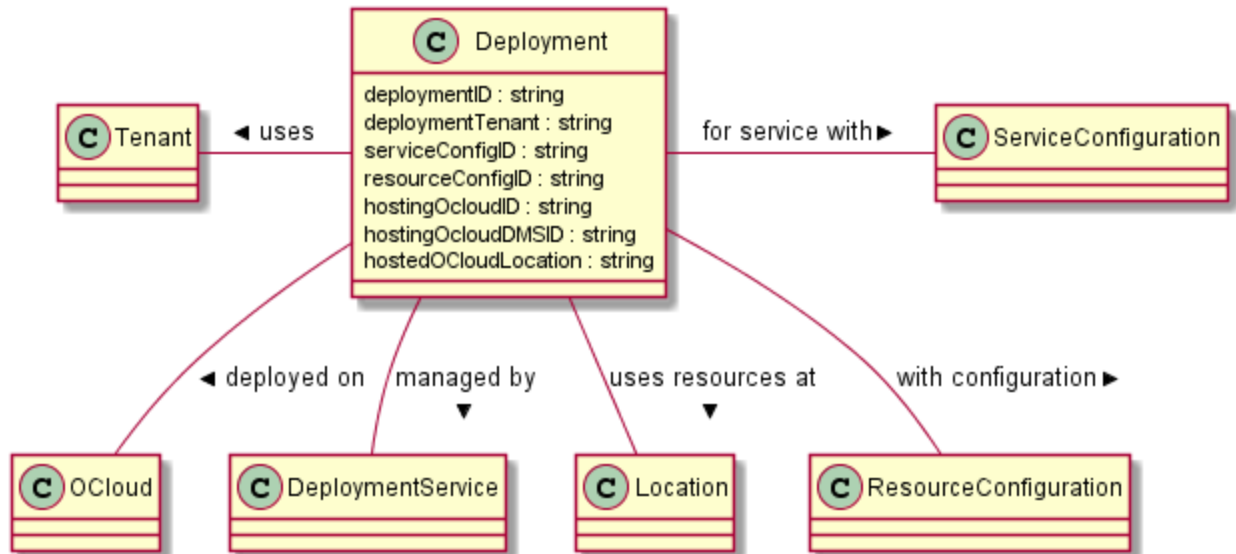 C Deployment
deploymentID : string
deploymentTenant : string
serviceConfigID : string
resourceConfigID : string
hostingOcloudID : string
hostingOcloudDMSID : string
hostedOCloudLocation : string
C Tenant
◄ uses
for service with►
C ServiceConfiguration
◄ deployed on
managed by
▼
uses resources at
▼
with configuration►
C OCloud
C DeploymentService
C Location
C ResourceConfiguration